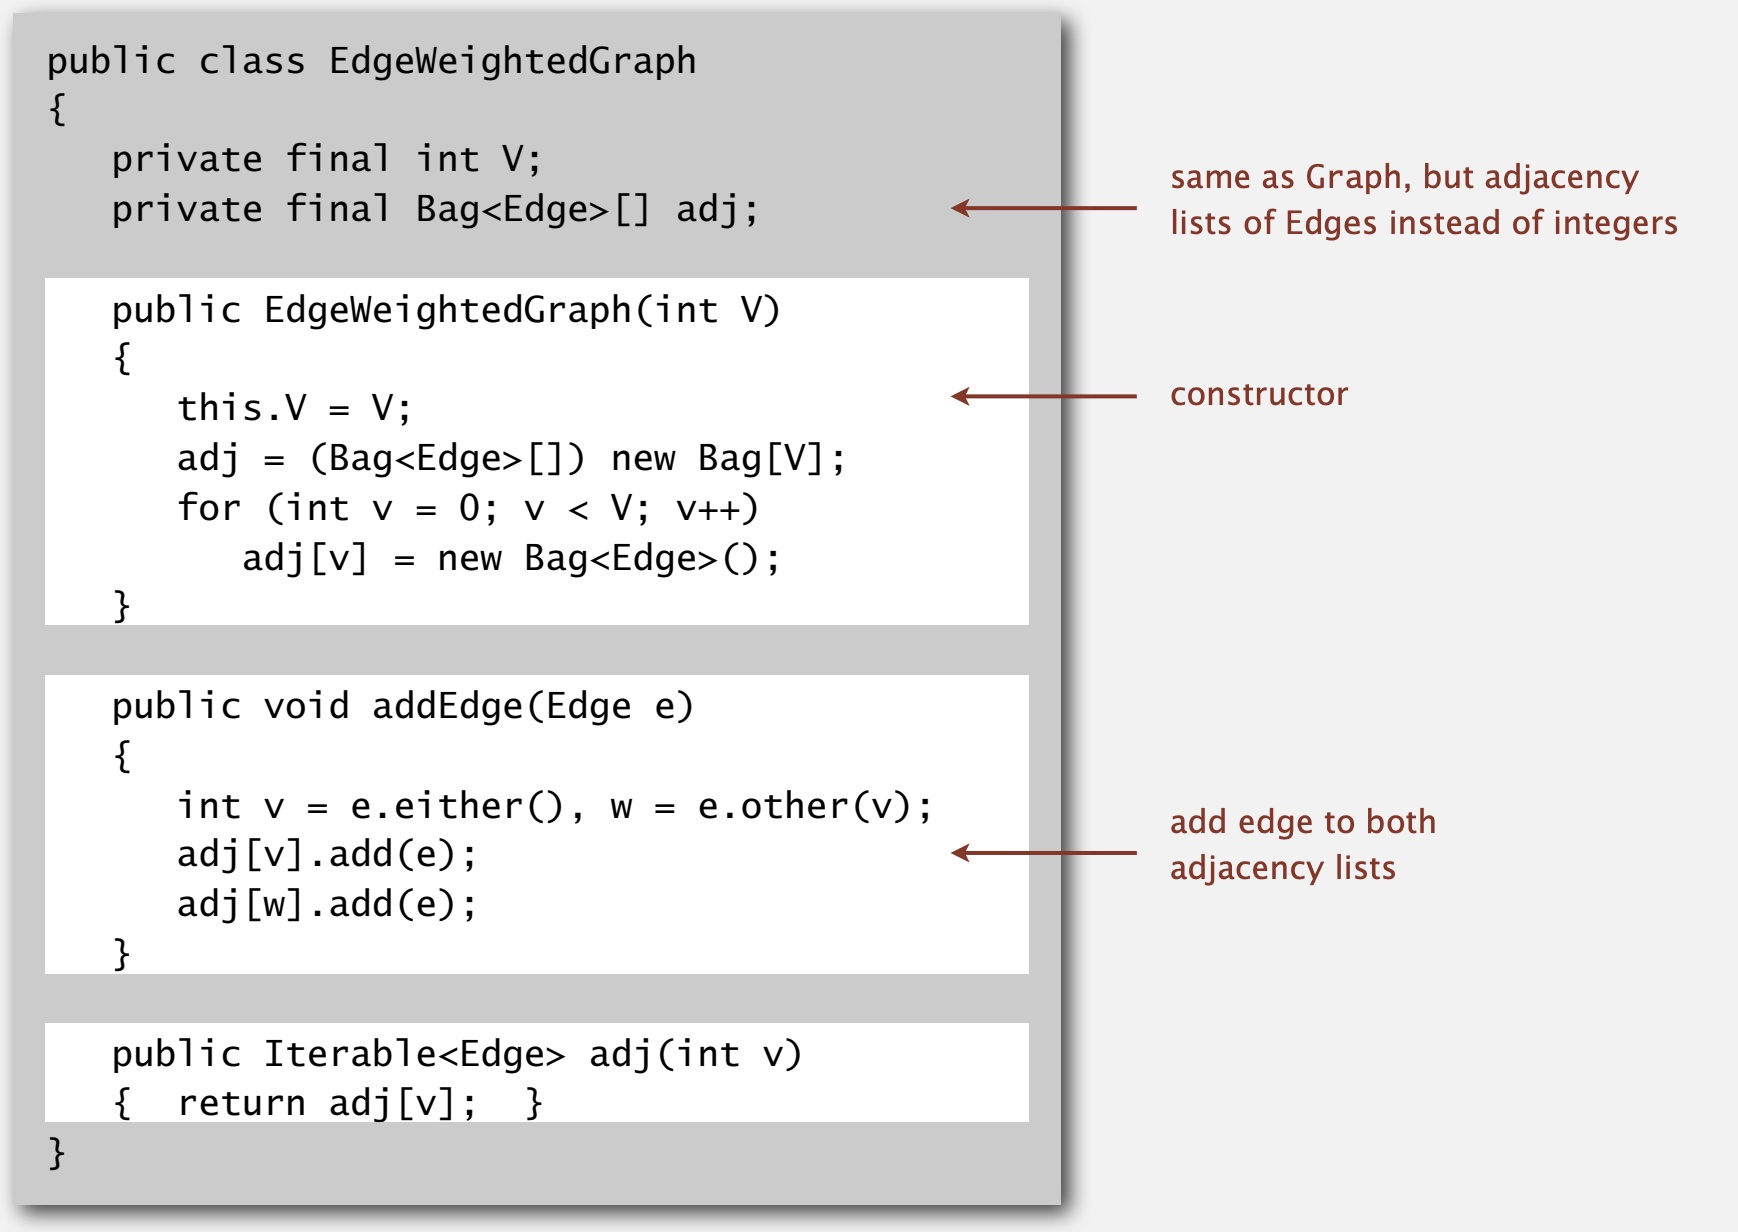 public class EdgeWeightedGraph
{
   private final int V;
   private final Bag<Edge>[] adj;
same as Graph, but adjacency
lists of Edges instead of integers
   public EdgeWeightedGraph(int V)
   {
      this.V = V;
      adj = (Bag<Edge>[]) new Bag[V];
      for (int v = 0; v < V; v++)
         adj[v] = new Bag<Edge>();
   }
constructor
   public void addEdge(Edge e)
   {
      int v = e.either(), w = e.other(v);
      adj[v].add(e);
      adj[w].add(e);
   }
add edge to both
adjacency lists
   public Iterable<Edge> adj(int v)
   {  return adj[v];  }
}